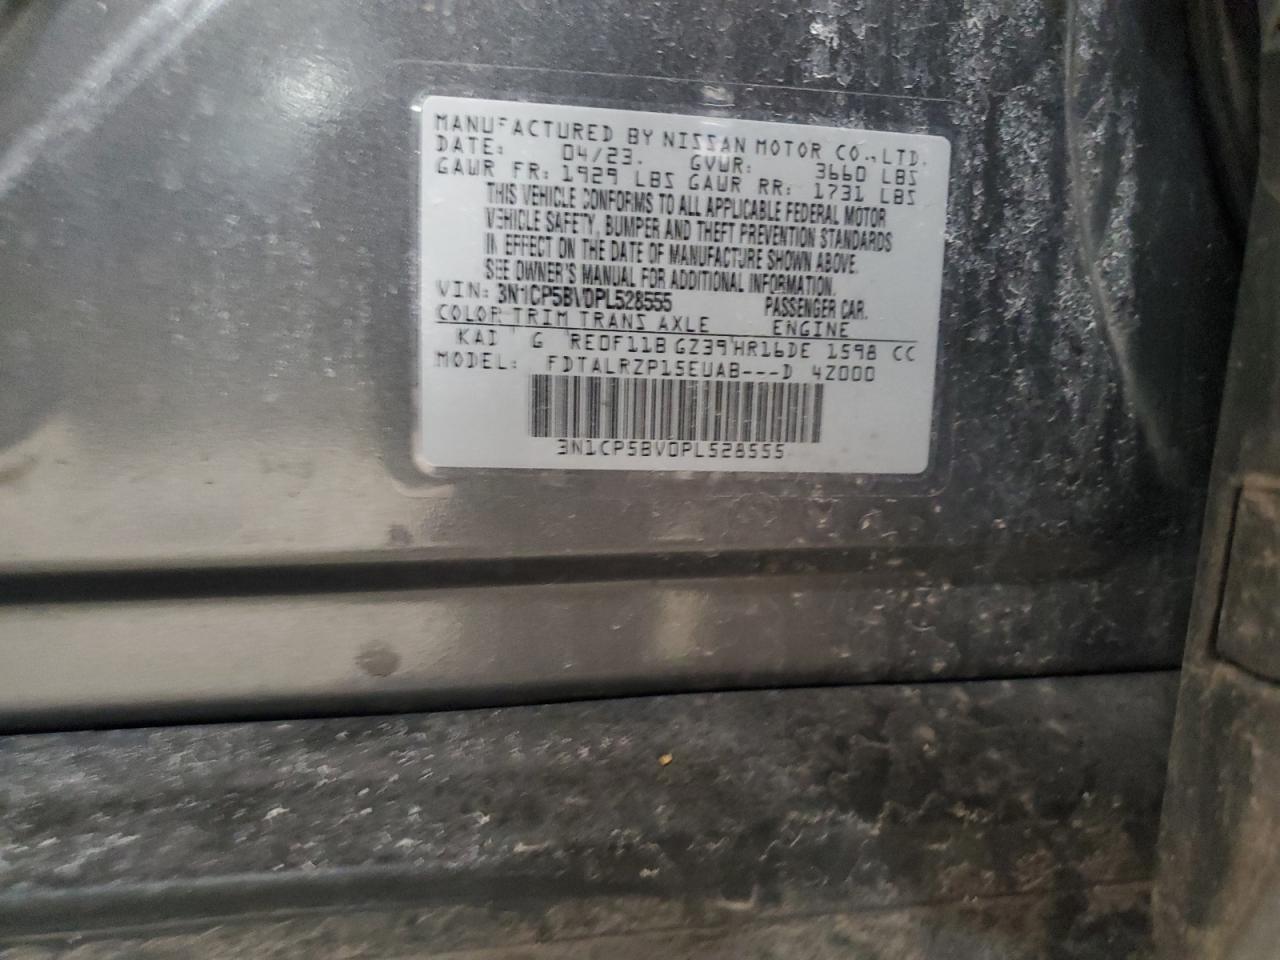 MANUFACTURED BY NISSAN MOTOR CO.,LTD.
DATE: 04/23. GVWR: 3660 LBS
GAWR FR: 1929 LBS GAWR RR: 1731 LBS
THIS VEHICLE CONFORMS TO ALL APPLICABLE FEDERAL MOTOR
VEHICLE SAFETY, BUMPER AND THEFT PREVENTION STANDARDS
IN EFFECT ON THE DATE OF MANUFACTURE SHOWN ABOVE.
SEE OWNER'S MANUAL FOR ADDITIONAL INFORMATION.
VIN: 3N1CP5BV0PL528555 PASSENGER CAR.
COLOR TRIM TRANS AXLE ENGINE
KAD G RE0F11B GZ39 HR16DE 1598 CC
MODEL: FDTALRZP15EUAB---D 4Z000
3N1CP5BV0PL528555